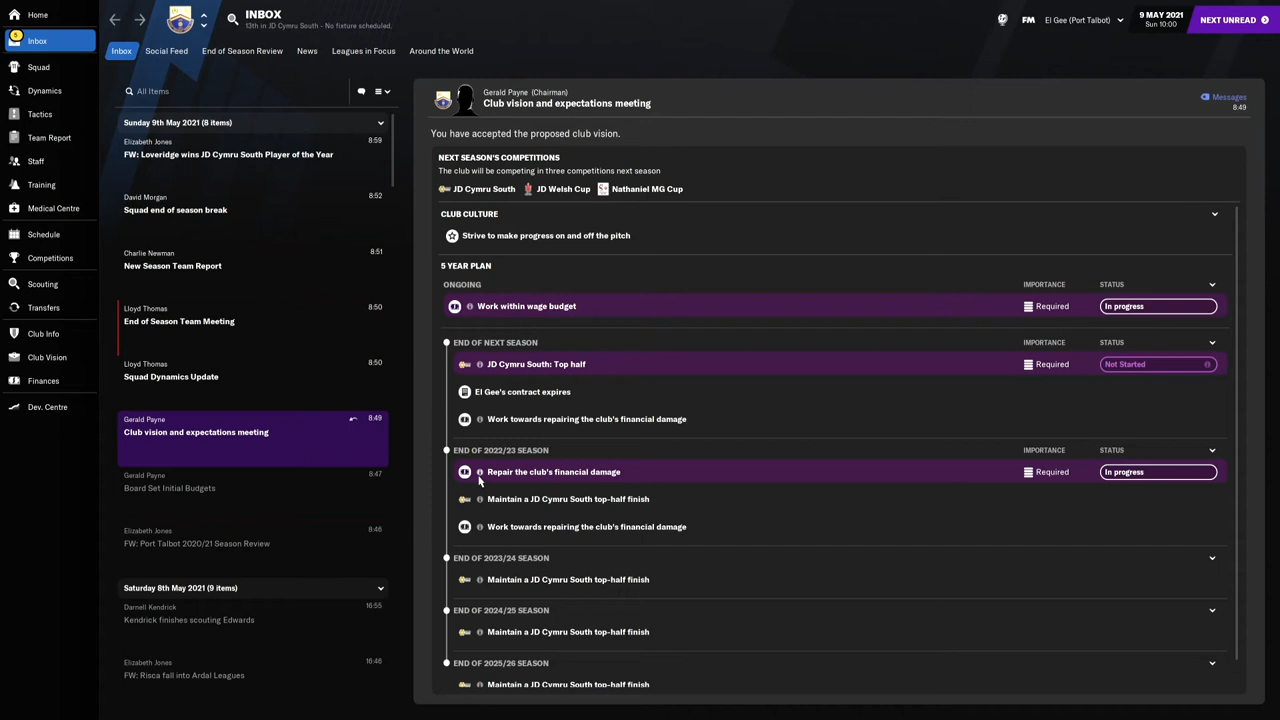 Home
5
Inbox
Squad
Dynamics
Tactics
Team Report
Staff
Training
Medical Centre
Schedule
Competitions
Scouting
Transfers
Club Info
Club Vision
Finances
Dev. Centre
INBOX
13th in JD Cymru South - No fixture scheduled.
FM
El Gee (Port Talbot)
9 MAY 2021
Sun 10:00
NEXT UNREAD
Inbox
Social Feed
End of Season Review
News
Leagues in Focus
Around the World
All Items
Sunday 9th May 2021 (8 items)
Elizabeth Jones 8:59
FW: Loveridge wins JD Cymru South Player of the Year
David Morgan 8:52
Squad end of season break
Charlie Newman 8:51
New Season Team Report
Lloyd Thomas 8:50
End of Season Team Meeting
Lloyd Thomas 8:50
Squad Dynamics Update
Gerald Payne 8:49
Club vision and expectations meeting
Gerald Payne 8:47
Board Set Initial Budgets
Elizabeth Jones 8:46
FW: Port Talbot 2020/21 Season Review
Saturday 8th May 2021 (9 items)
Darnell Kendrick 16:55
Kendrick finishes scouting Edwards
Elizabeth Jones 16:46
FW: Risca fall into Ardal Leagues
Gerald Payne (Chairman)
Club vision and expectations meeting
Messages
8:49
You have accepted the proposed club vision.
NEXT SEASON'S COMPETITIONS
The club will be competing in three competitions next season
JD Cymru South JD Welsh Cup Nathaniel MG Cup
CLUB CULTURE
Strive to make progress on and off the pitch
5 YEAR PLAN
ONGOING IMPORTANCE STATUS
Work within wage budget Required In progress
END OF NEXT SEASON IMPORTANCE STATUS
JD Cymru South: Top half Required Not Started
El Gee's contract expires
Work towards repairing the club's financial damage
END OF 2022/23 SEASON IMPORTANCE STATUS
Repair the club's financial damage Required In progress
Maintain a JD Cymru South top-half finish
Work towards repairing the club's financial damage
END OF 2023/24 SEASON
Maintain a JD Cymru South top-half finish
END OF 2024/25 SEASON
Maintain a JD Cymru South top-half finish
END OF 2025/26 SEASON
Maintain a JD Cymru South top-half finish